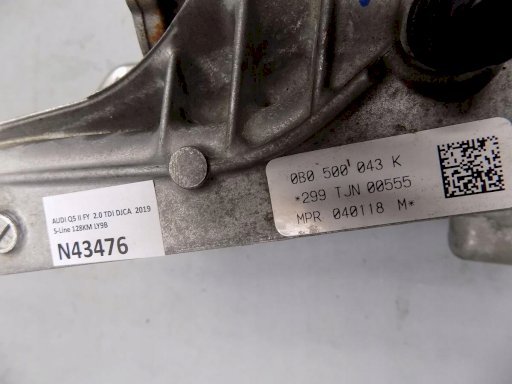 0B0 500 043 K
*299 TJN 00555
MPR 040118 M*
AUDI Q5 II FY 2.0 TDI DJCA 2019
S-Line 128KM LY9B
N43476